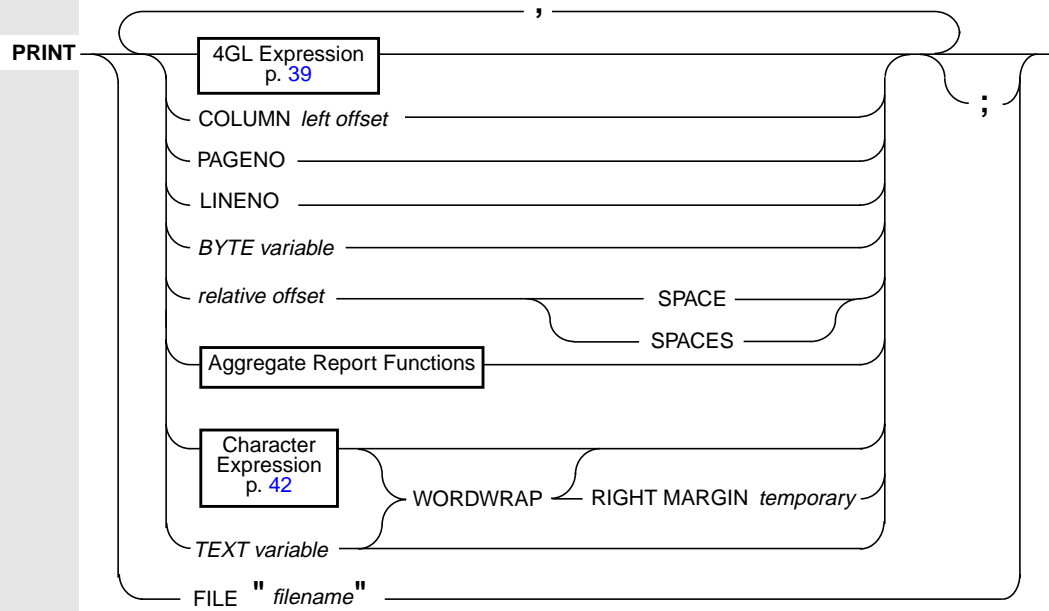 ,
PRINT
4GL Expression
p. 39
;
COLUMN left offset
PAGENO
LINENO
BYTE variable
relative offset SPACE
SPACES
Aggregate Report Functions
Character
Expression
p. 42
WORDWRAP RIGHT MARGIN temporary
TEXT variable
FILE " filename"